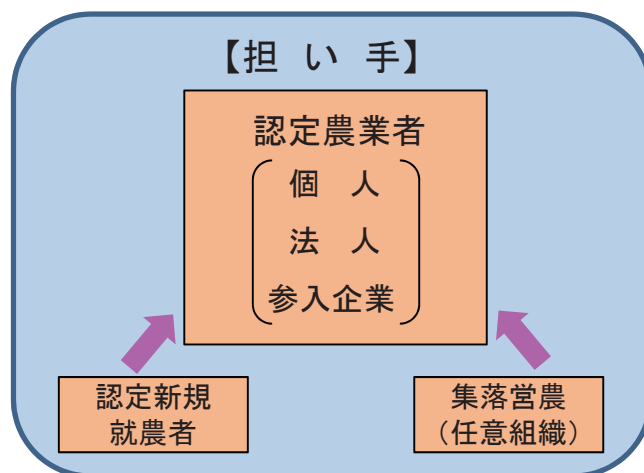 【担い手】
認定農業者
個人
法人
参入企業
認定新規
就農者
集落営農
（任意組織）